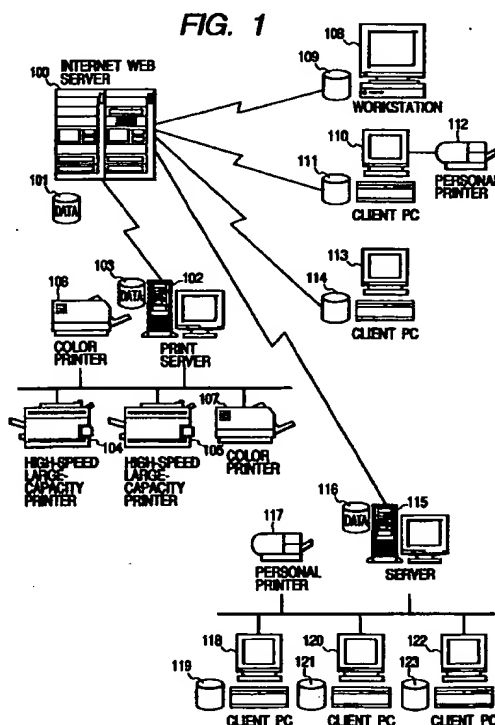 FIG. 1
100
INTERNET WEB
SERVER
101
DATA
108
109
WORKSTATION
110
111
112
PERSONAL
PRINTER
CLIENT PC
113
114
CLIENT PC
103
DATA
102
106
COLOR
PRINTER
PRINT
SERVER
104
105
107
COLOR
PRINTER
HIGH-SPEED
LARGE-
CAPACITY
PRINTER
HIGH-SPEED
LARGE-
CAPACITY
PRINTER
116
DATA
115
SERVER
117
PERSONAL
PRINTER
118
119
CLIENT PC
120
121
CLIENT PC
122
123
CLIENT PC